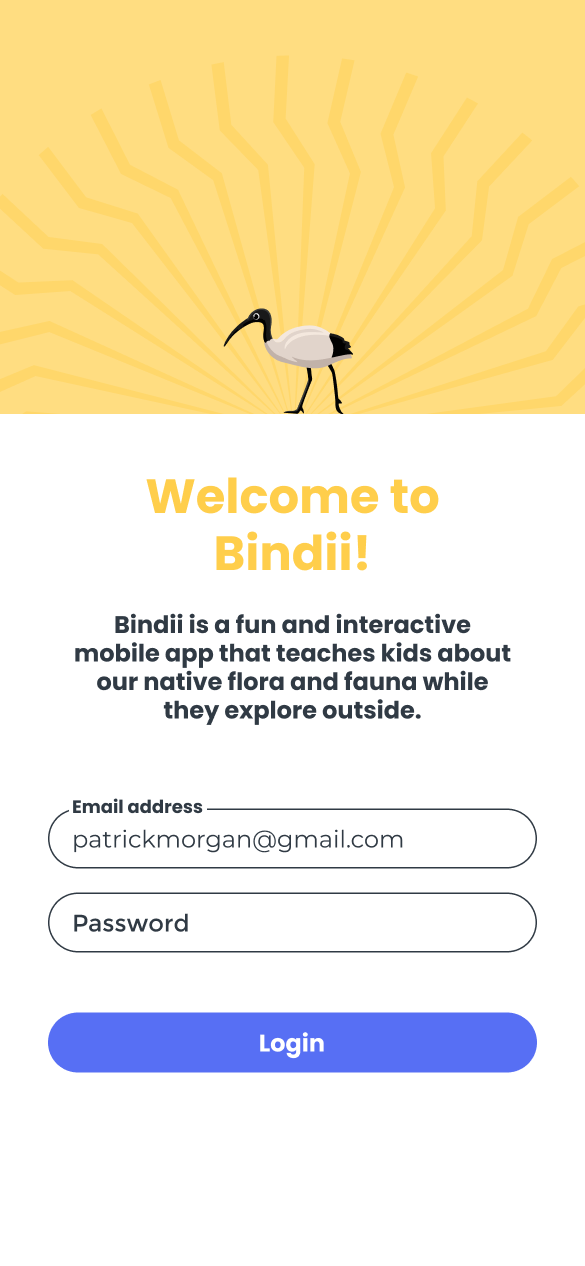 Welcome to
Bindii!
Bindii is a fun and interactive
mobile app that teaches kids about
our native flora and fauna while
they explore outside.
Email address
patrickmorgan@gmail.com
Password
Login